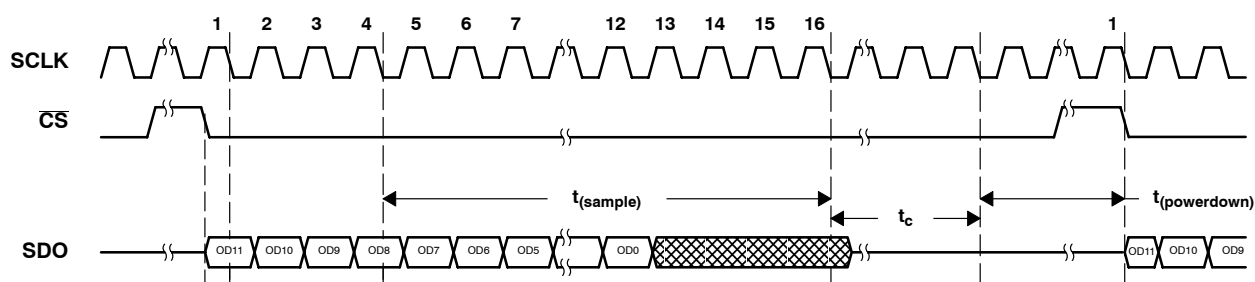 1 2 3 4 5 6 7 12 13 14 15 16 1
SCLK
CS
t(sample)
t(powerdown)
tc
SDO
OD11 OD10 OD9 OD8 OD7 OD6 OD5 OD0 OD11 OD10 OD9